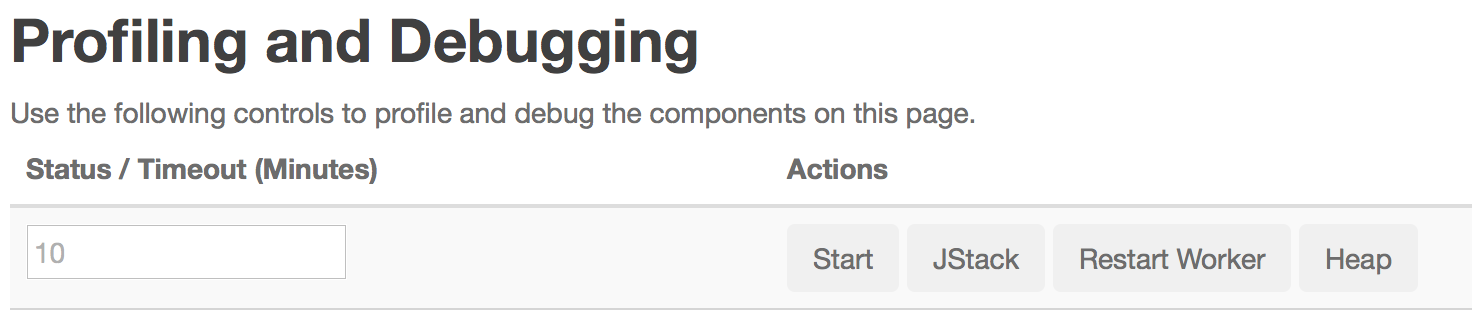 Profiling and Debugging
Use the following controls to profile and debug the components on this page.
Status / Timeout (Minutes) Actions
10 Start JStack Restart Worker Heap